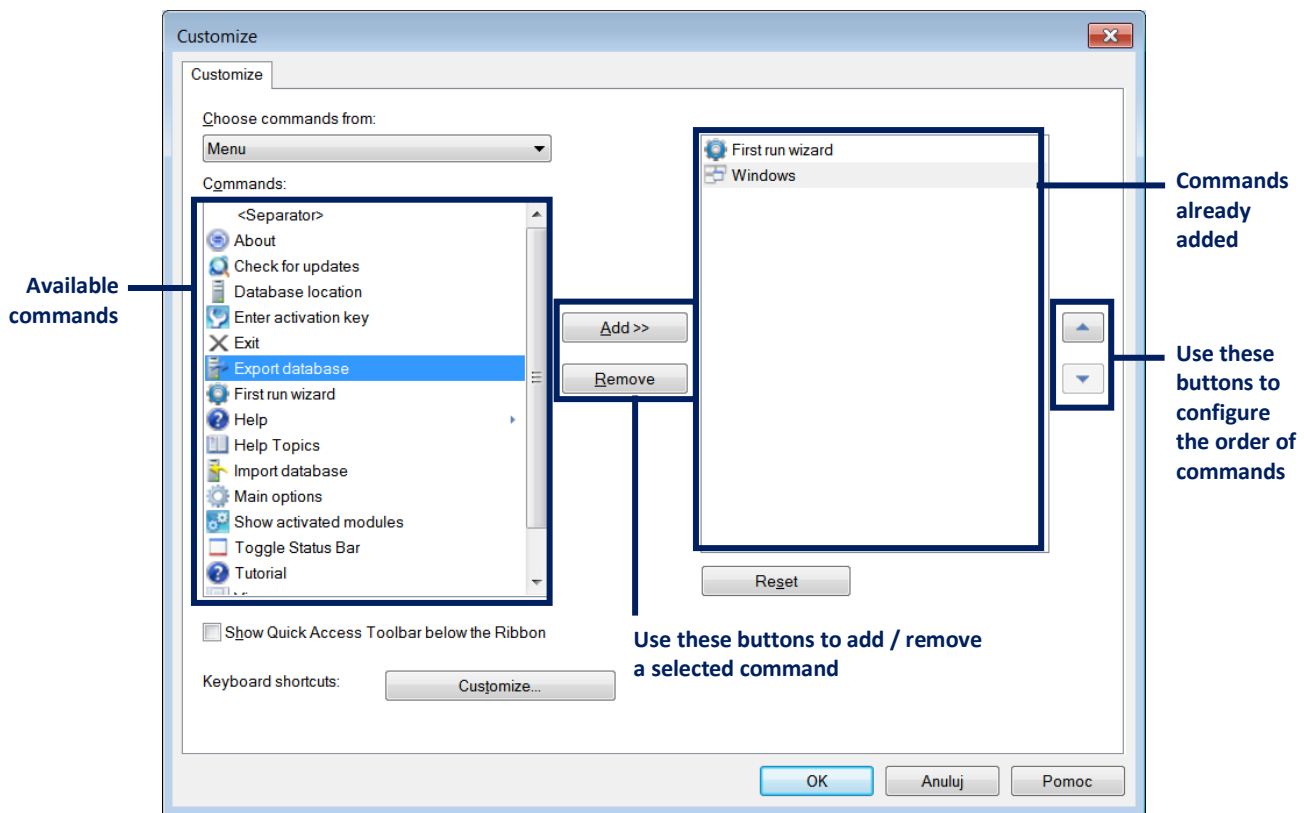 Customize
Customize
Choose commands from:
Menu
Commands:
<Separator>
About
Check for updates
Database location
Enter activation key
Exit
Export database
First run wizard
Help
Help Topics
Import database
Main options
Show activated modules
Toggle Status Bar
Tutorial
Add >>
Remove
First run wizard
Windows
Reset
Show Quick Access Toolbar below the Ribbon
Keyboard shortcuts:
Customize...
OK
Anuluj
Pomoc
Available
commands
Commands
already
added
Use these
buttons to
configure
the order of
commands
Use these buttons to add / remove
a selected command